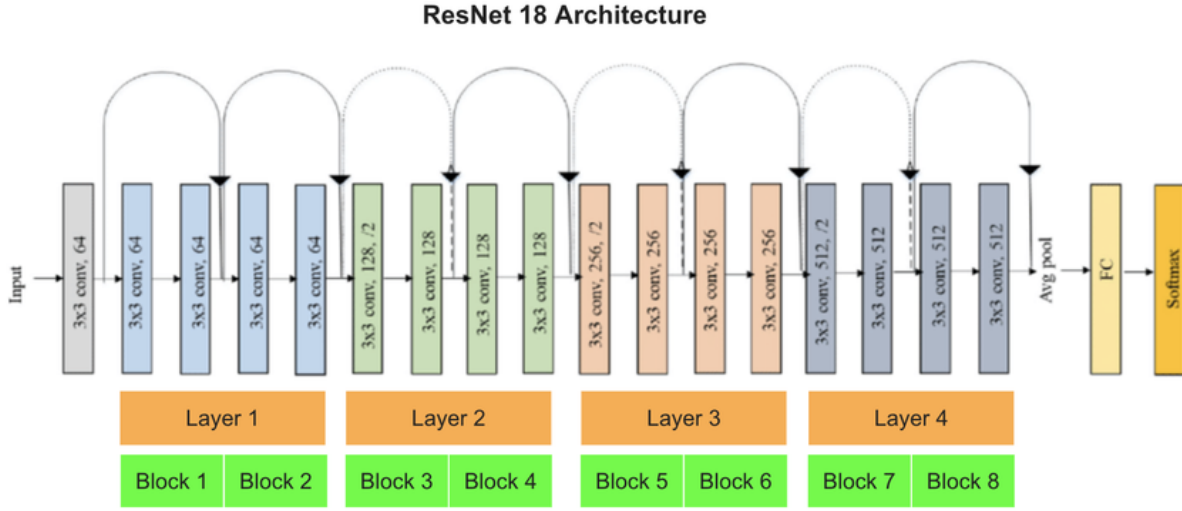 ResNet 18 Architecture
Input
3x3 conv, 64
3x3 conv, 64
3x3 conv, 64
3x3 conv, 64
3x3 conv, 64
3x3 conv, 128, /2
3x3 conv, 128
3x3 conv, 128
3x3 conv, 128
3x3 conv, 256, /2
3x3 conv, 256
3x3 conv, 256
3x3 conv, 256
3x3 conv, 512, /2
3x3 conv, 512
3x3 conv, 512
3x3 conv, 512
Avg pool
FC
Softmax
Layer 1
Layer 2
Layer 3
Layer 4
Block 1
Block 2
Block 3
Block 4
Block 5
Block 6
Block 7
Block 8